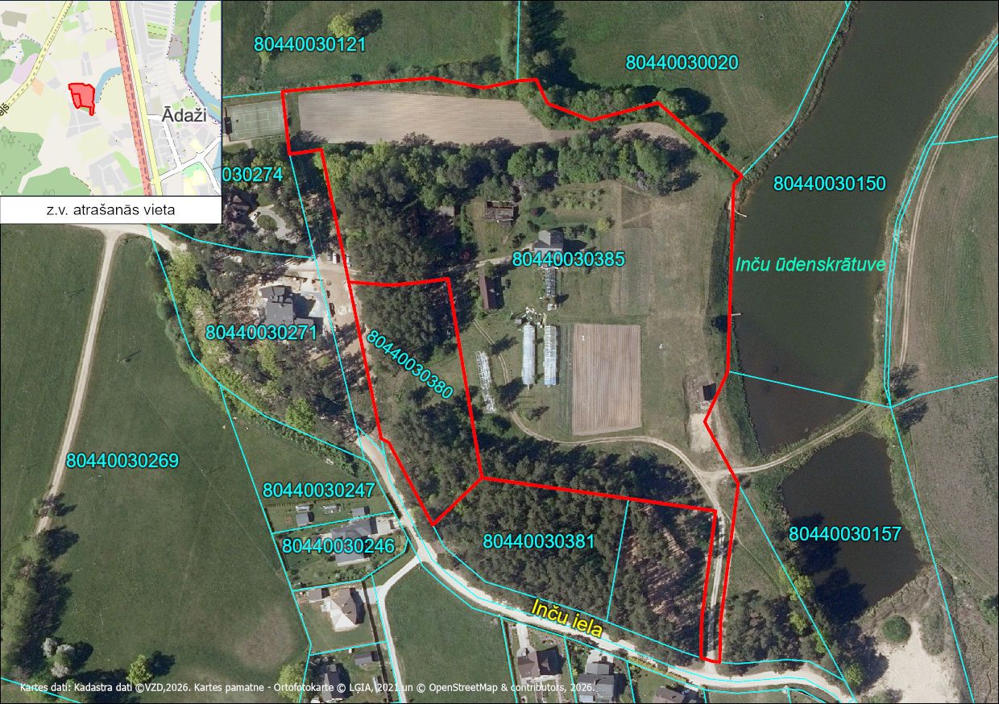 80440030121
80440030020
Ādaži
030274
80440030150
z.v. atrašanās vieta
80440030385
Inču ūdenskrātuve
80440030271
80440030380
80440030269
80440030247
80440030381
80440030157
80440030246
Inču iela
Kartes dati: Kadastra dati ©VZD,2026. Kartes pamatne - Ortofotokarte © LĢIA, 2021 un © OpenStreetMap & contributors, 2026.